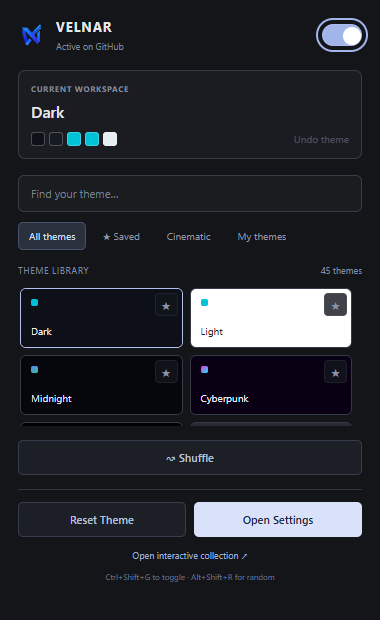 VELNAR
Active on GitHub
CURRENT WORKSPACE
Dark
Undo theme
Find your theme...
All themes ★ Saved Cinematic My themes
THEME LIBRARY 45 themes
★ ★
Dark Light
★ ★
Midnight Cyberpunk
↝ Shuffle
Reset Theme Open Settings
Open interactive collection ↗
Ctrl+Shift+G to toggle · Alt+Shift+R for random